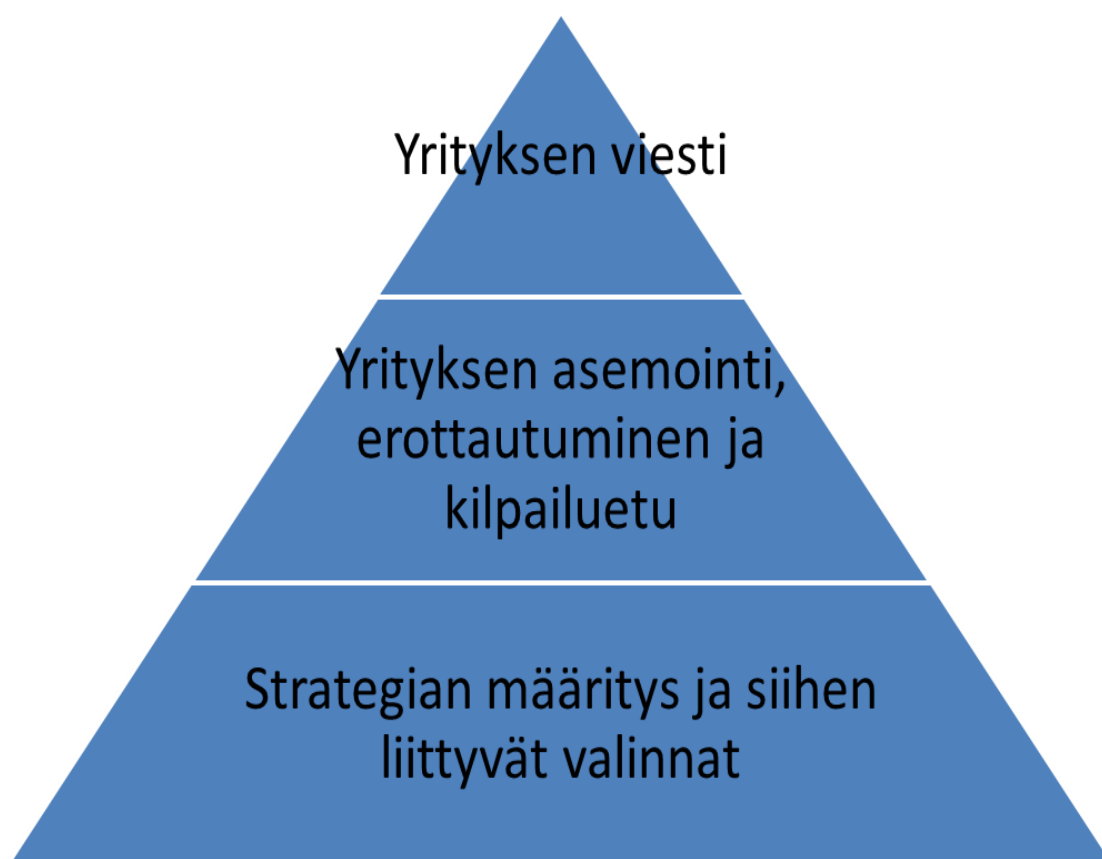 Yrityksen viesti
Yrityksen asemointi,
erottautuminen ja
kilpailuetu
Strategian määritys ja siihen
liittyvät valinnat